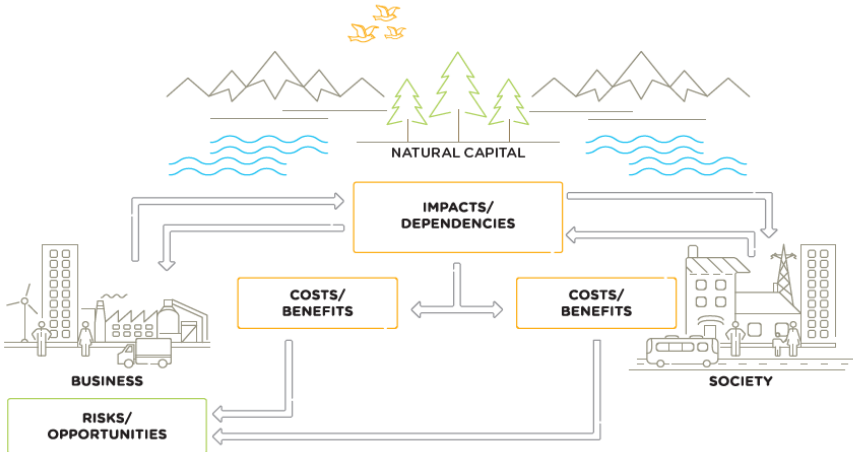 NATURAL CAPITAL
IMPACTS/
DEPENDENCIES
COSTS/
BENEFITS
COSTS/
BENEFITS
BUSINESS
SOCIETY
RISKS/
OPPORTUNITIES